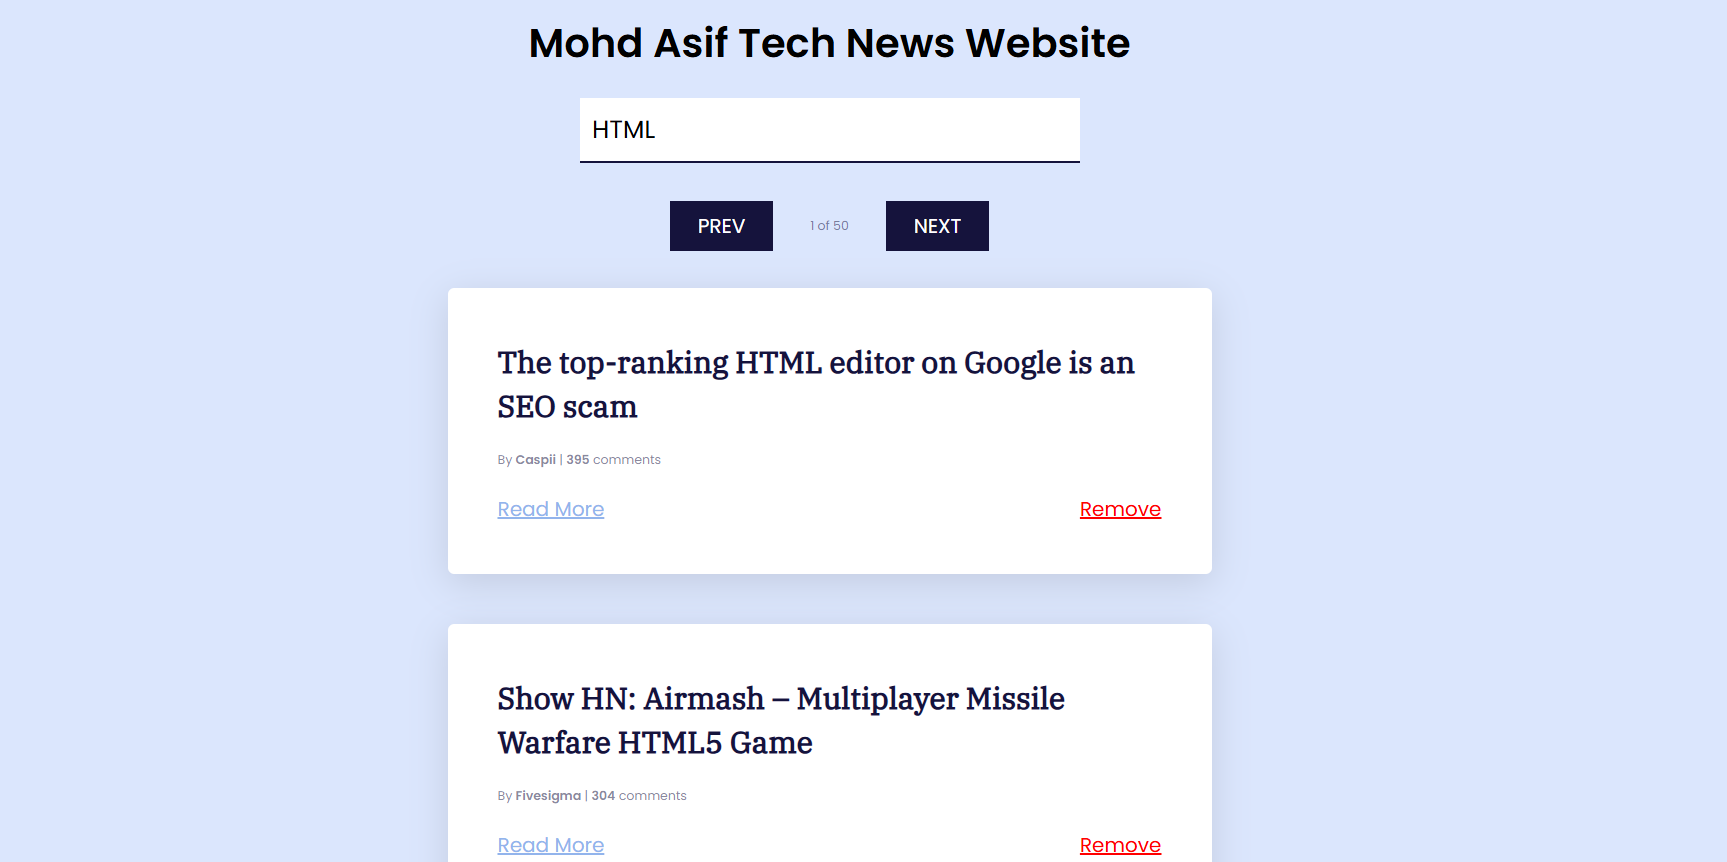 Mohd Asif Tech News Website
HTML
PREV 1 of 50 NEXT
The top-ranking HTML editor on Google is an
SEO scam
By Caspii | 395 comments
Read More Remove
Show HN: Airmash – Multiplayer Missile
Warfare HTML5 Game
By Fivesigma | 304 comments
Read More Remove